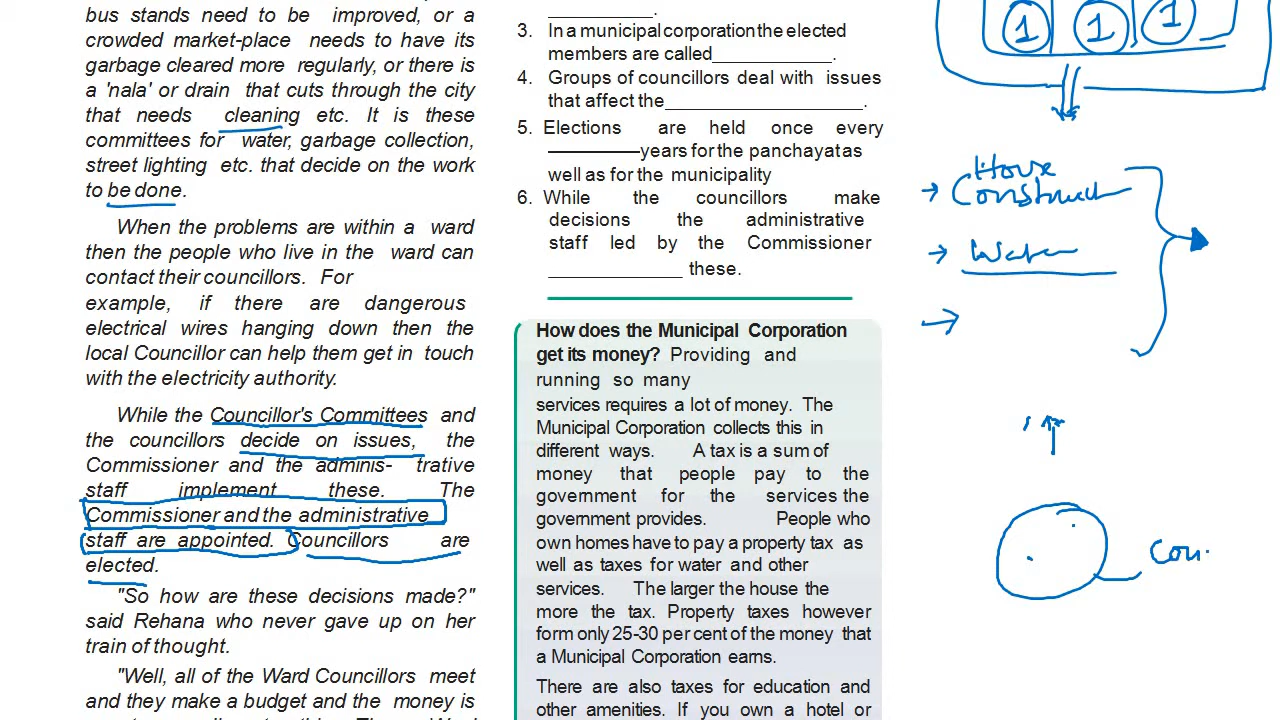 bus stands need to be improved, or a
crowded market-place needs to have its
garbage cleared more regularly, or there is
a 'nala' or drain that cuts through the city
that needs cleaning etc. It is these
committees for water, garbage collection,
street lighting etc. that decide on the work
to be done.
When the problems are within a ward
then the people who live in the ward can
contact their councillors. For
example, if there are dangerous
electrical wires hanging down then the
local Councillor can help them get in touch
with the electricity authority.
While the Councillor's Committees and
the councillors decide on issues, the
Commissioner and the adminis- trative
staff implement these. The
Commissioner and the administrative
staff are appointed. Councillors are
elected.
"So how are these decisions made?"
said Rehana who never gave up on her
train of thought.
"Well, all of the Ward Councillors meet
and they make a budget and the money is
____________.
3. In a municipal corporation the elected
members are called______________.
4. Groups of councillors deal with issues
that affect the_______________________.
5. Elections are held once every
___________years for the panchayat as
well as for the municipality
6. While the councillors make
decisions the administrative
staff led by the Commissioner
________________ these.
How does the Municipal Corporation
get its money? Providing and
running so many
services requires a lot of money. The
Municipal Corporation collects this in
different ways. A tax is a sum of
money that people pay to the
government for the services the
government provides. People who
own homes have to pay a property tax as
well as taxes for water and other
services. The larger the house the
more the tax. Property taxes however
form only 25-30 per cent of the money that
a Municipal Corporation earns.
There are also taxes for education and
other amenities. If you own a hotel or
1 1 1
House
Construct
Water
Cou.